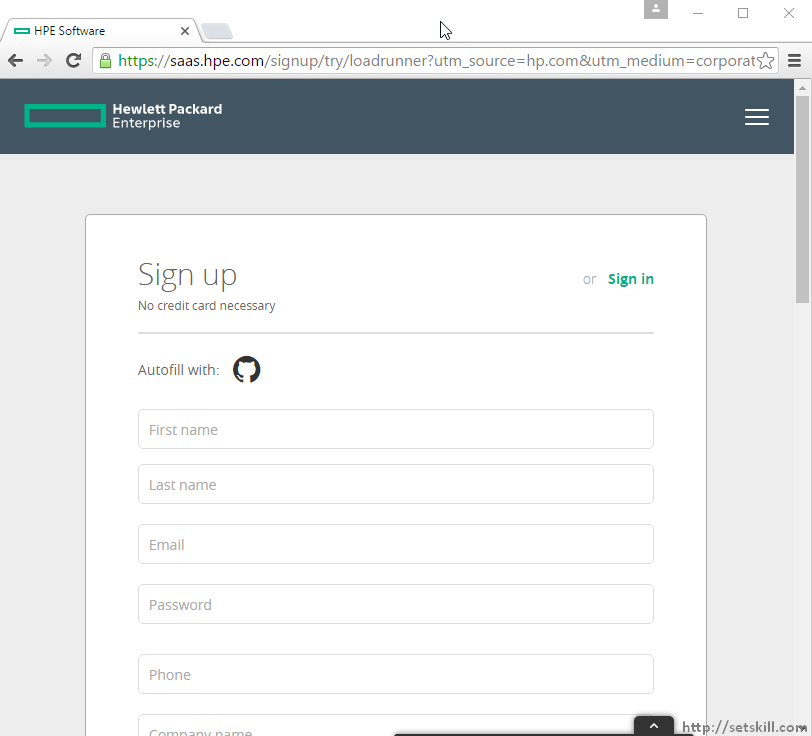 HPE Software
https://saas.hpe.com/signup/try/loadrunner?utm_source=hp.com&utm_medium=corporat
Hewlett Packard
Enterprise
Sign up
or Sign in
No credit card necessary
Autofill with:
First name
Last name
Email
Password
Phone
Company name
http://setskill.com